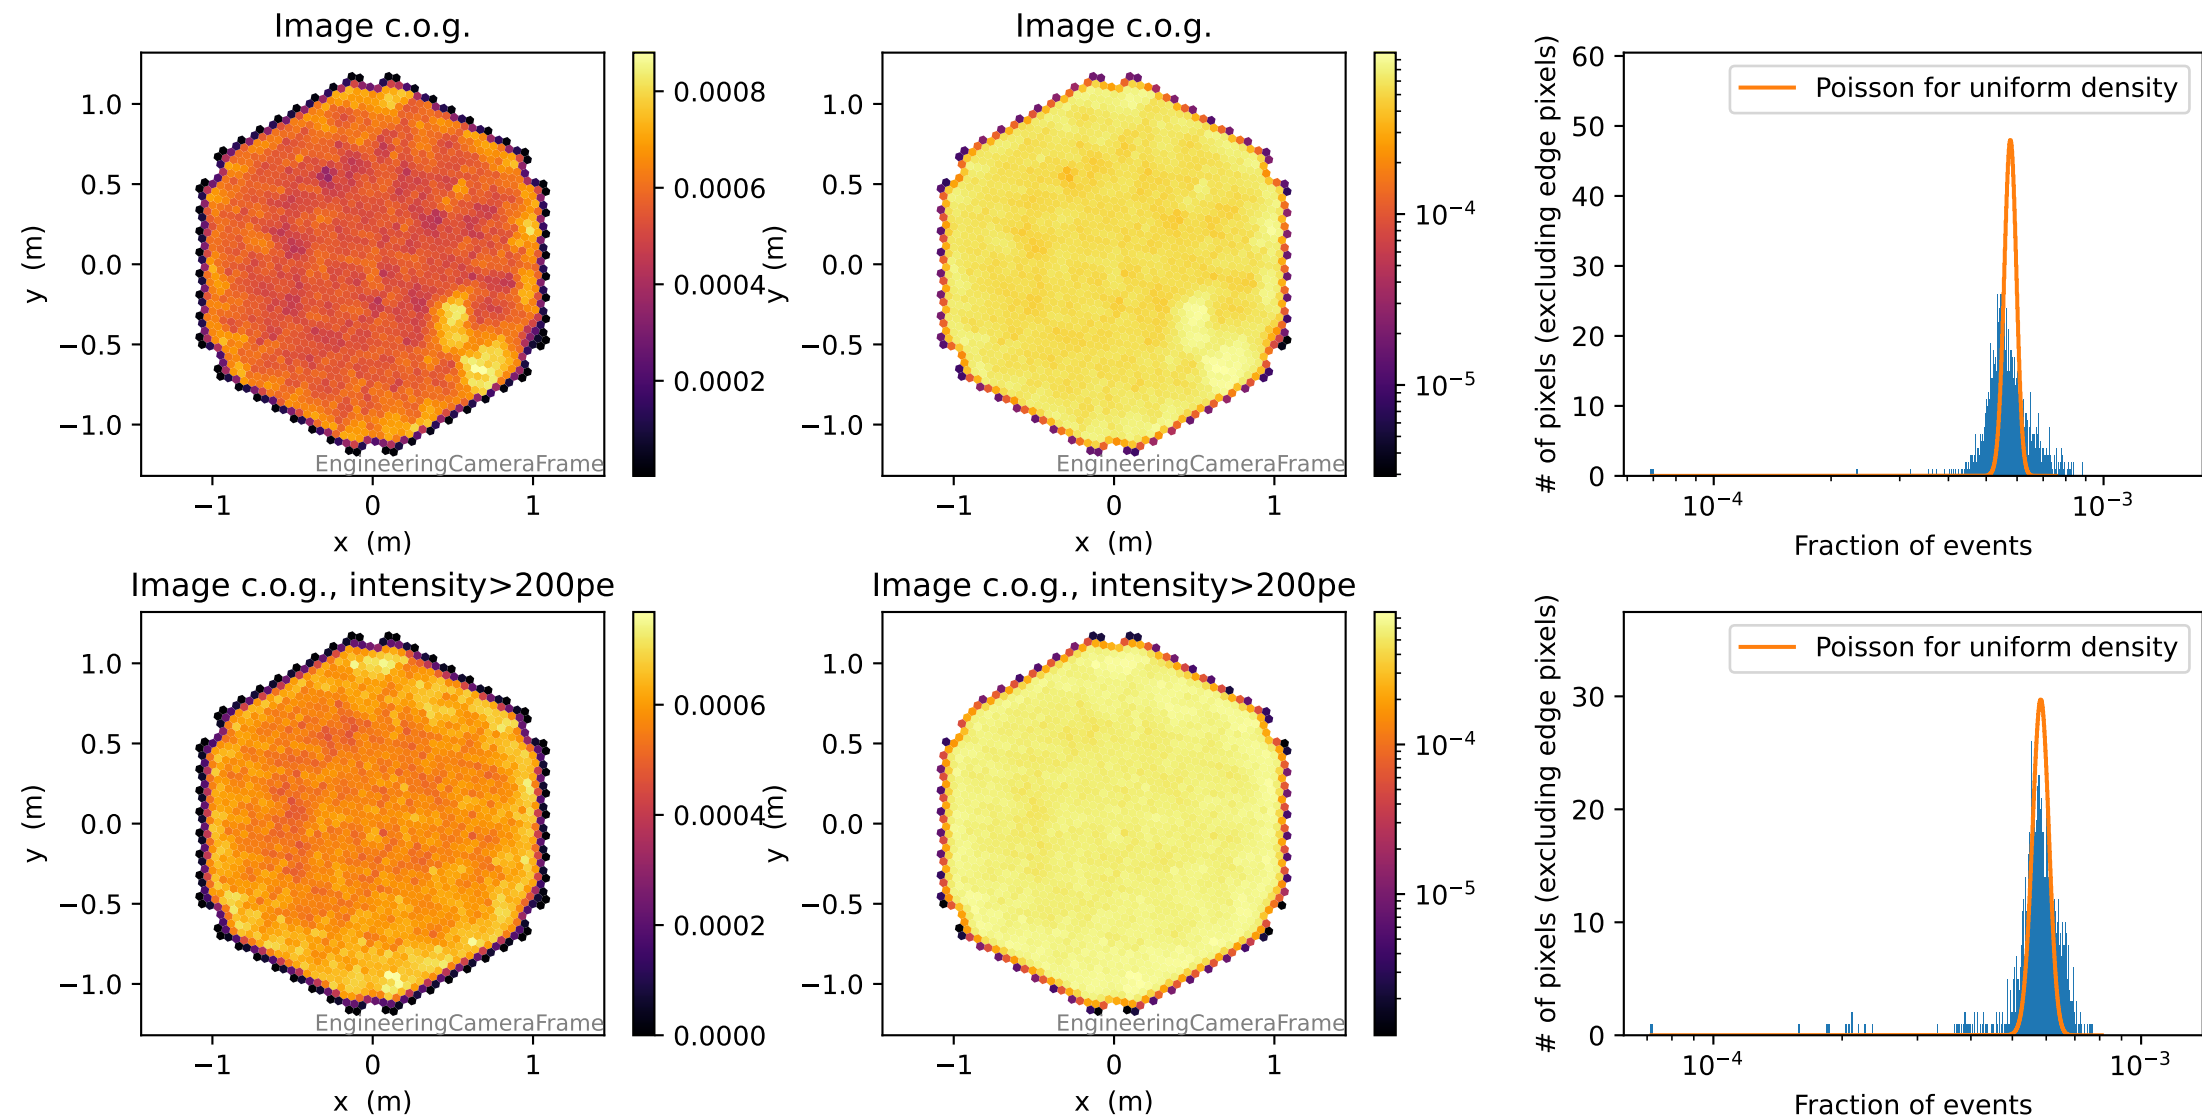 Image c.o.g.
1.0
0.5
0.0
−0.5
−1.0
y (m)
−1
0
1
x (m)
EngineeringCameraFrame
0.0008
0.0006
0.0004
0.0002
Image c.o.g.
1.0
0.5
0.0
−0.5
−1.0
y (m)
−1
0
1
x (m)
EngineeringCameraFrame
10⁻⁴
10⁻⁵
60
50
40
30
20
10
0
# of pixels (excluding edge pixels)
Poisson for uniform density
10⁻⁴
10⁻³
Fraction of events
Image c.o.g., intensity>200pe
1.0
0.5
0.0
−0.5
−1.0
y (m)
−1
0
1
x (m)
EngineeringCameraFrame
0.0006
0.0004
0.0002
0.0000
Image c.o.g., intensity>200pe
1.0
0.5
0.0
−0.5
−1.0
y (m)
−1
0
1
x (m)
EngineeringCameraFrame
10⁻⁴
10⁻⁵
30
20
10
0
# of pixels (excluding edge pixels)
Poisson for uniform density
10⁻⁴
10⁻³
Fraction of events